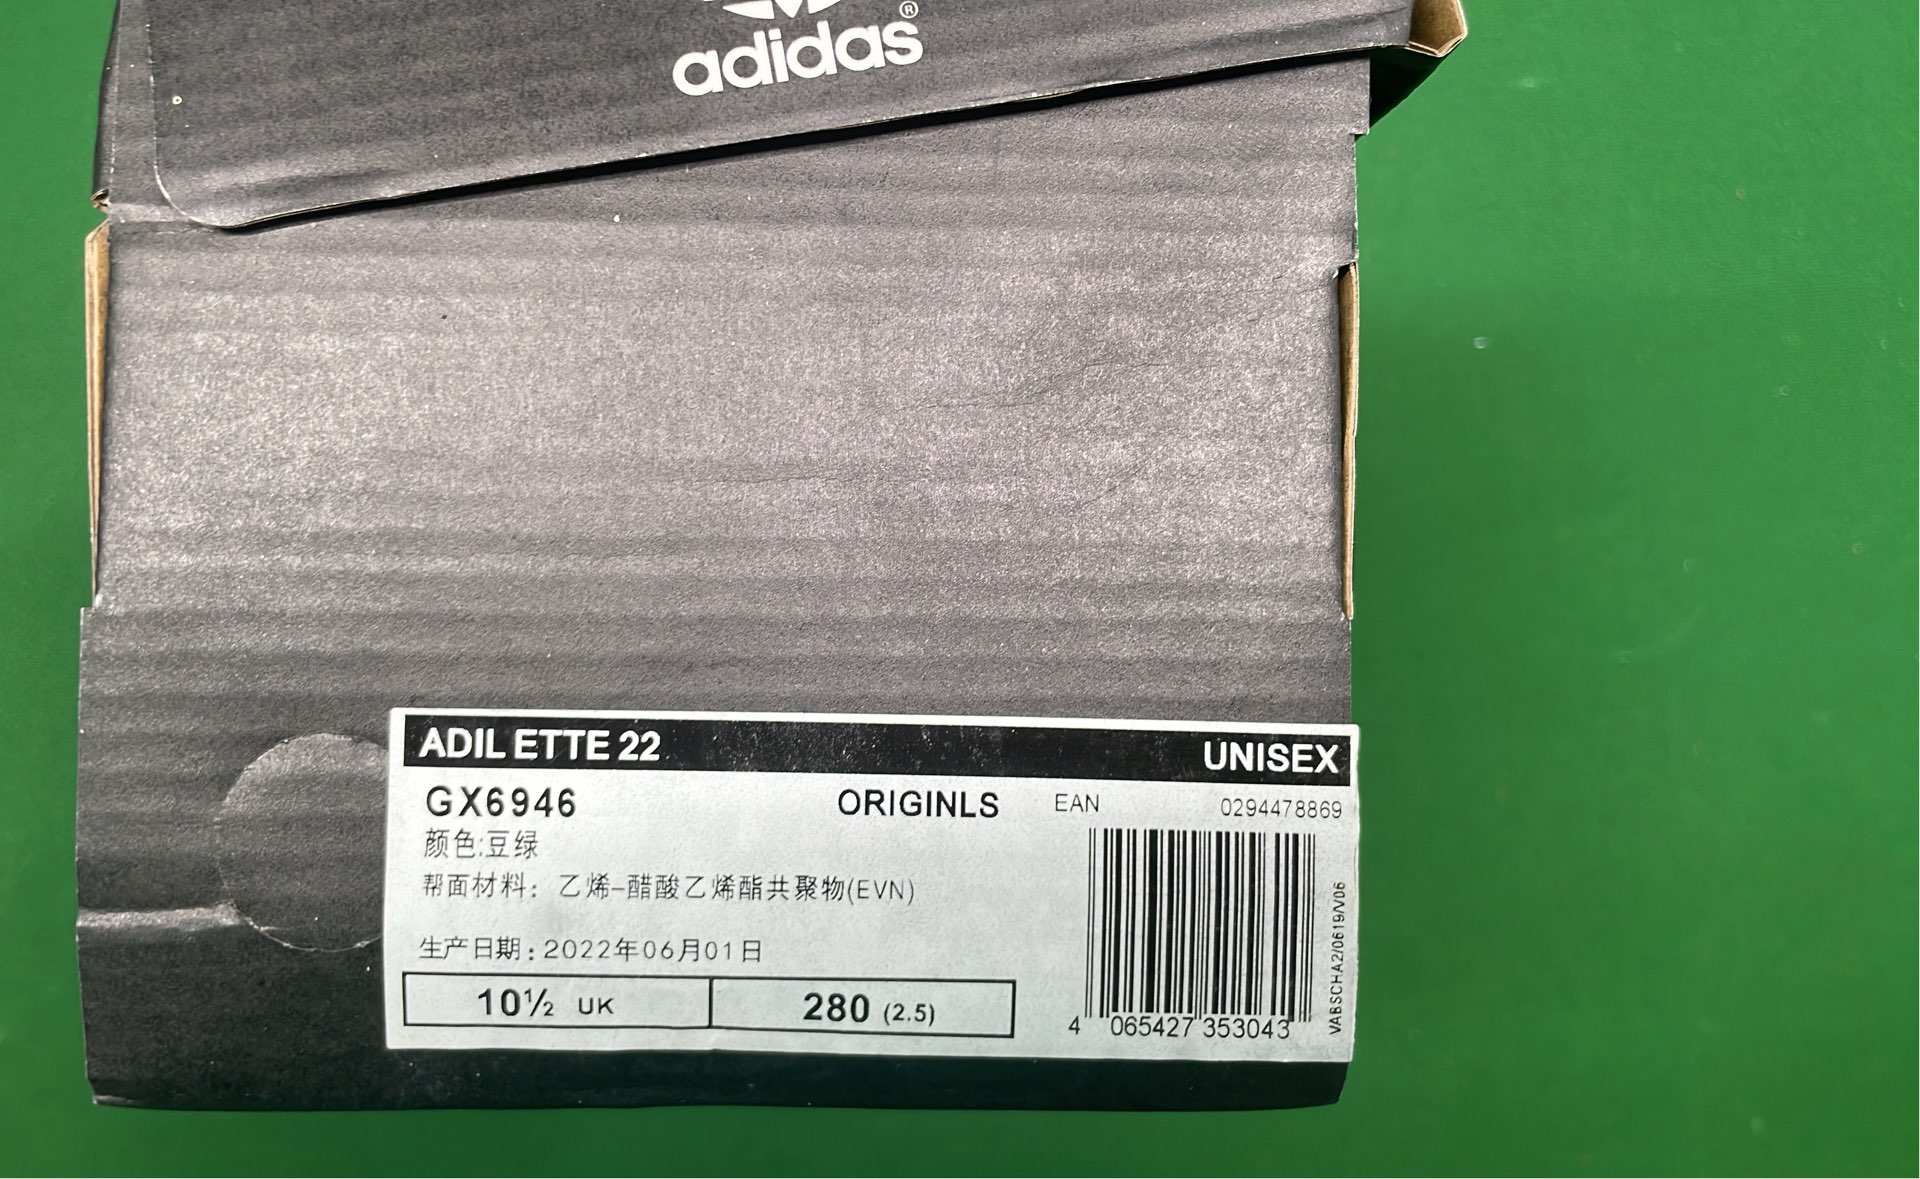 adidas®
ADILETTE 22 UNISEX
GX6946 ORIGINLS EAN 0294478869
颜色:豆绿
帮面材料：乙烯-醋酸乙烯酯共聚物(EVN)
生产日期：2022年06月01日
10½ UK 280 (2.5)
4 065427 353043
VABSCHA2/0619/V06